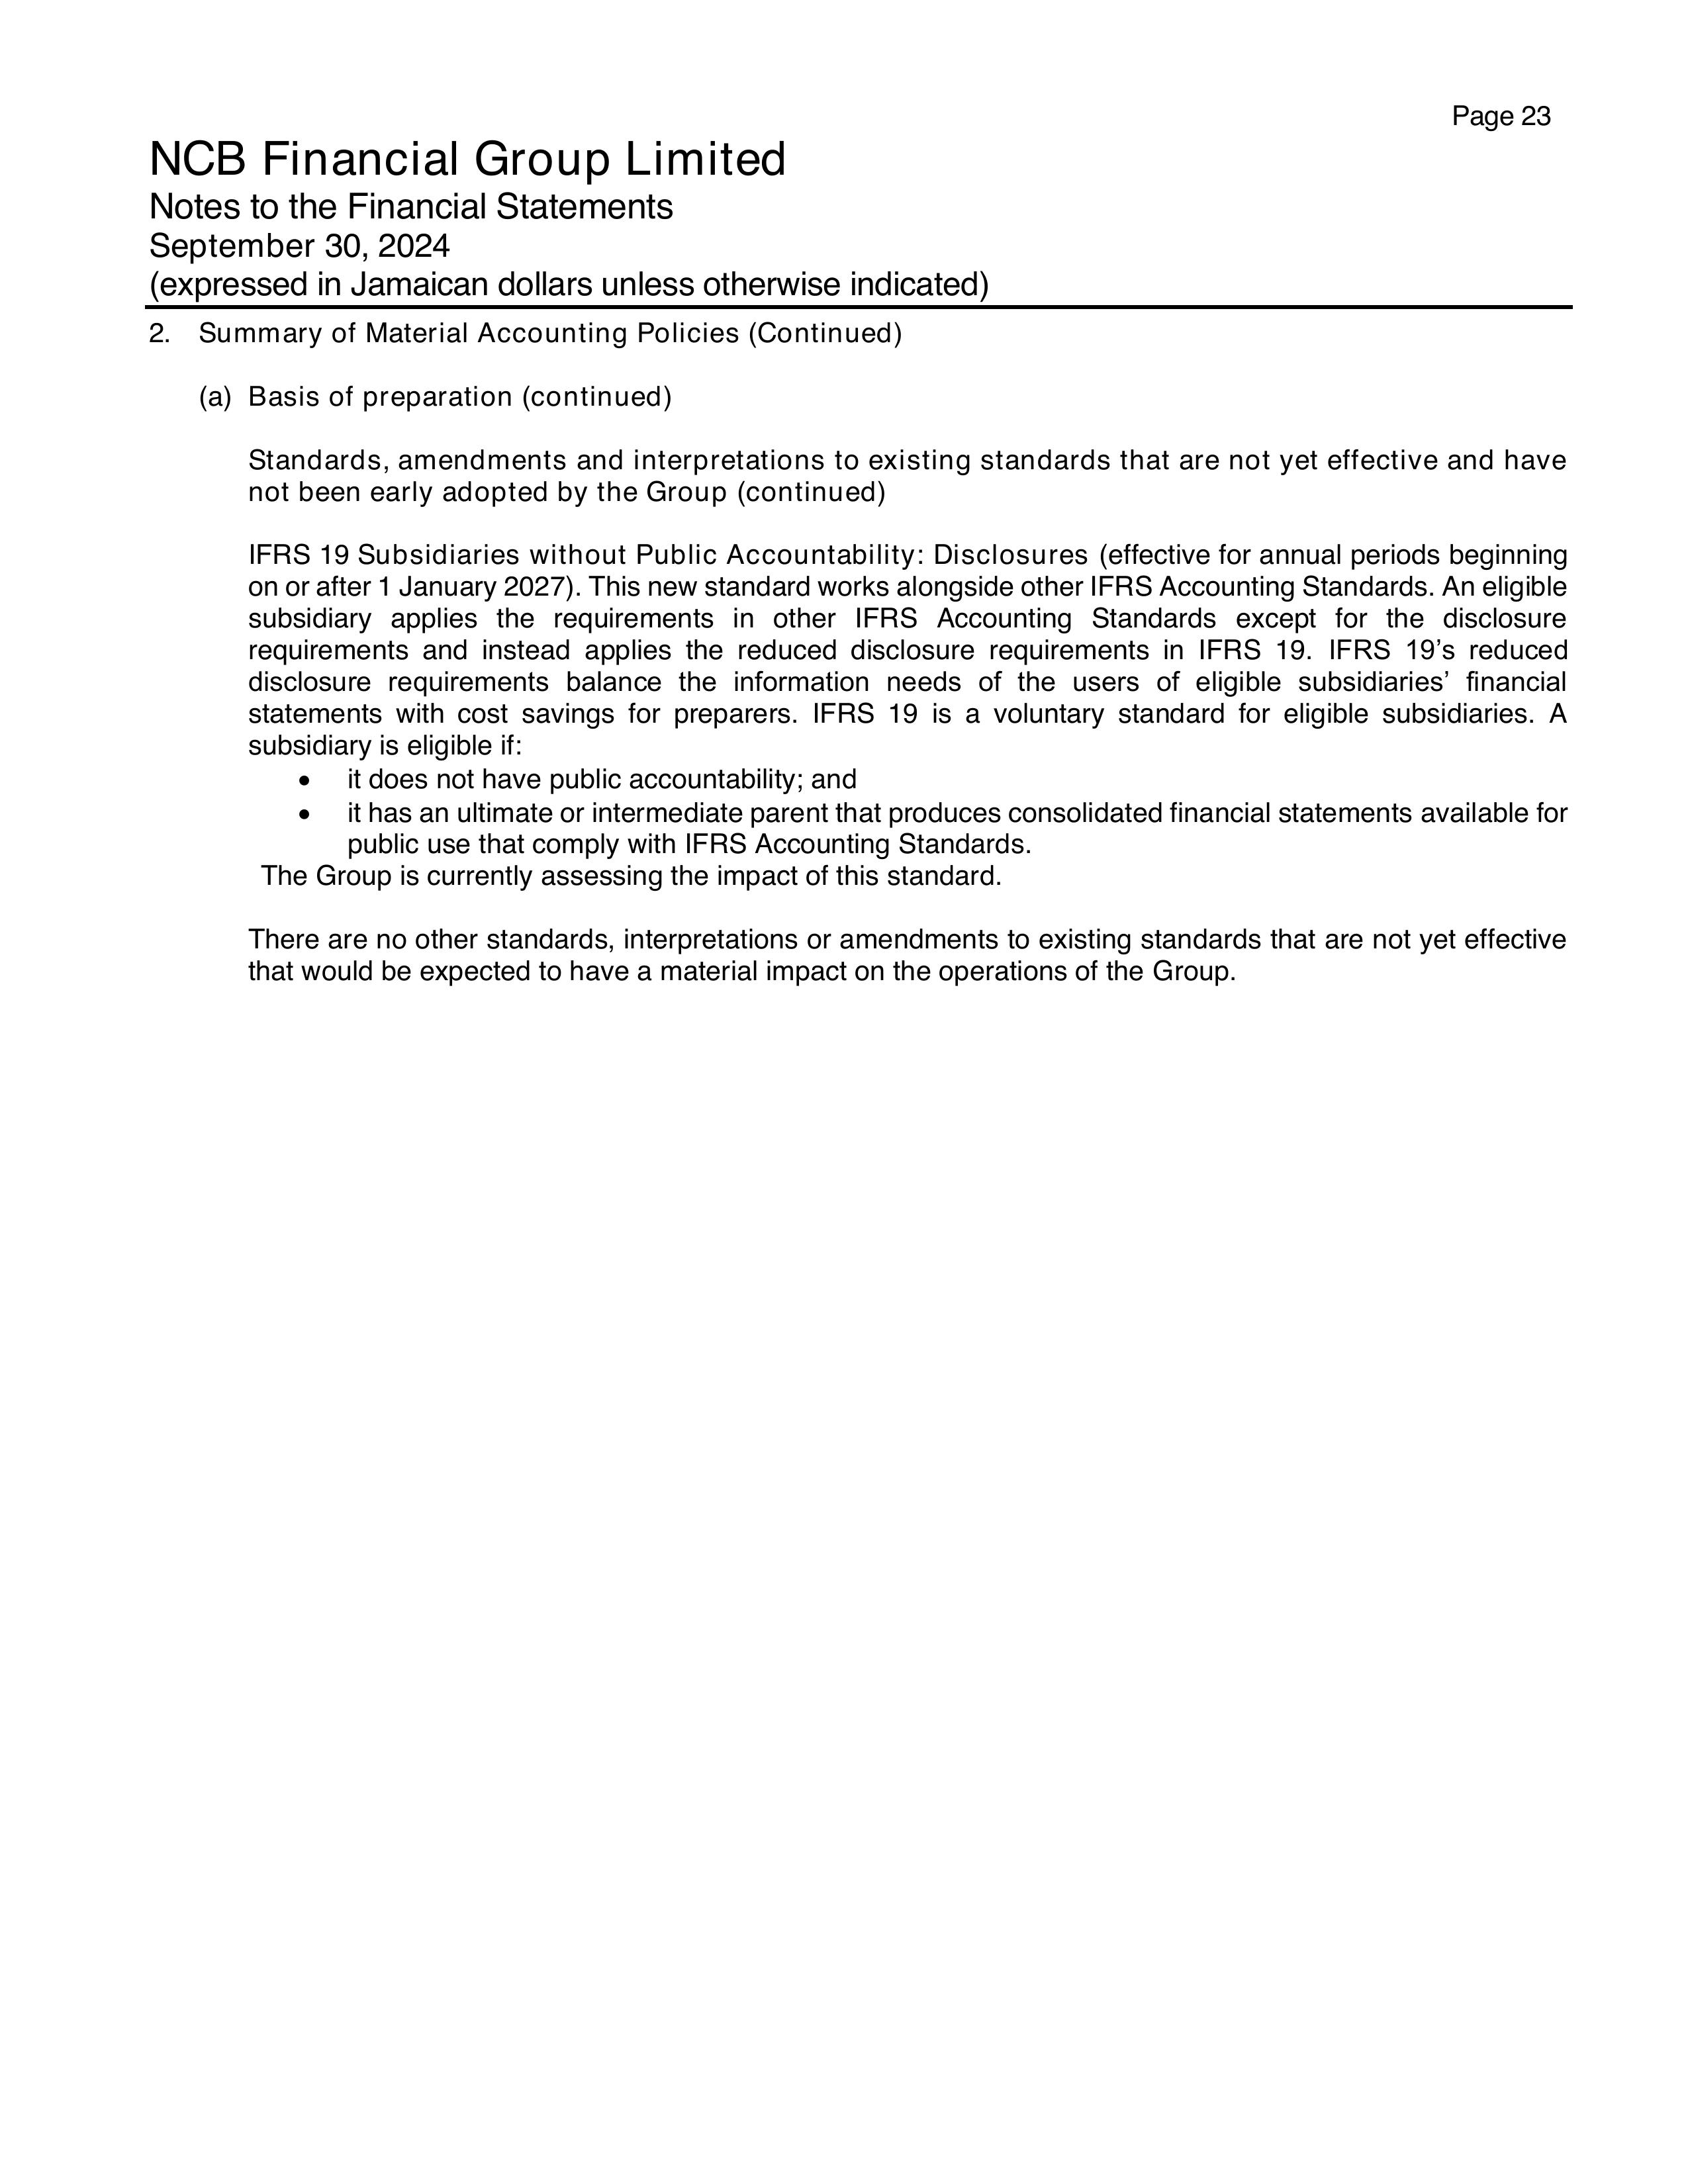 Page 23
NCB Financial Group Limited
Notes to the Financial Statements
September 30, 2024
(expressed in Jamaican dollars unless otherwise indicated)
2. Summary of Material Accounting Policies (Continued)
(a) Basis of preparation (continued)
Standards, amendments and interpretations to existing standards that are not yet effective and have
not been early adopted by the Group (continued)
IFRS 19 Subsidiaries without Public Accountability: Disclosures (effective for annual periods beginning
on or after 1 January 2027). This new standard works alongside other IFRS Accounting Standards. An eligible
subsidiary applies the requirements in other IFRS Accounting Standards except for the disclosure
requirements and instead applies the reduced disclosure requirements in IFRS 19. IFRS 19’s reduced
disclosure requirements balance the information needs of the users of eligible subsidiaries’ financial
statements with cost savings for preparers. IFRS 19 is a voluntary standard for eligible subsidiaries. A
subsidiary is eligible if:
• it does not have public accountability; and
• it has an ultimate or intermediate parent that produces consolidated financial statements available for
public use that comply with IFRS Accounting Standards.
The Group is currently assessing the impact of this standard.
There are no other standards, interpretations or amendments to existing standards that are not yet effective
that would be expected to have a material impact on the operations of the Group.